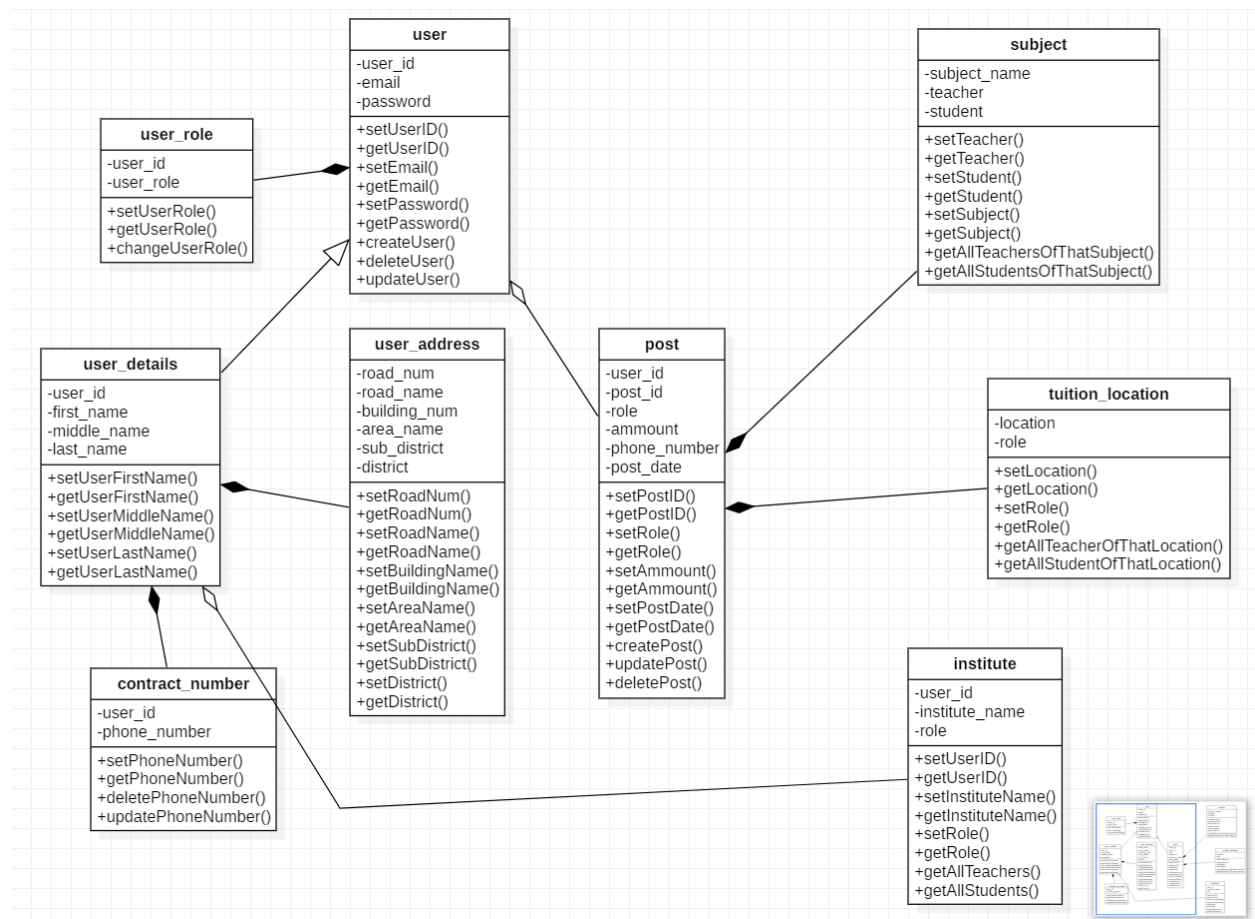 user
-user_id
-email
-password
+setUserID()
+getUserID()
+setEmail()
+getEmail()
+setPassword()
+getPassword()
+createUser()
+deleteUser()
+updateUser()
subject
-subject_name
-teacher
-student
+setTeacher()
+getTeacher()
+setStudent()
+getStudent()
+setSubject()
+getSubject()
+getAllTeachersOfThatSubject()
+getAllStudentsOfThatSubject()
user_role
-user_id
-user_role
+setUserRole()
+getUserRole()
+changeUserRole()
user_details
-user_id
-first_name
-middle_name
-last_name
+setUserFirstName()
+getUserFirstName()
+setUserMiddleName()
+getUserMiddleName()
+setUserLastName()
+getUserLastName()
user_address
-road_num
-road_name
-building_num
-area_name
-sub_district
-district
+setRoadNum()
+getRoadNum()
+setRoadName()
+getRoadName()
+setBuildingName()
+getBuildingName()
+setAreaName()
+getAreaName()
+setSubDistrict()
+getSubDistrict()
+setDistrict()
+getDistrict()
post
-user_id
-post_id
-role
-ammount
-phone_number
-post_date
+setPostID()
+getPostID()
+setRole()
+getRole()
+setAmmount()
+getAmmount()
+setPostDate()
+getPostDate()
+createPost()
+updatePost()
+deletePost()
tuition_location
-location
-role
+setLocation()
+getLocation()
+setRole()
+getRole()
+getAllTeacherOfThatLocation()
+getAllStudentOfThatLocation()
contract_number
-user_id
-phone_number
+setPhoneNumber()
+getPhoneNumber()
+deletePhoneNumber()
+updatePhoneNumber()
institute
-user_id
-institute_name
-role
+setUserID()
+getUserID()
+setInstituteName()
+getInstituteName()
+setRole()
+getRole()
+getAllTeachers()
+getAllStudents()